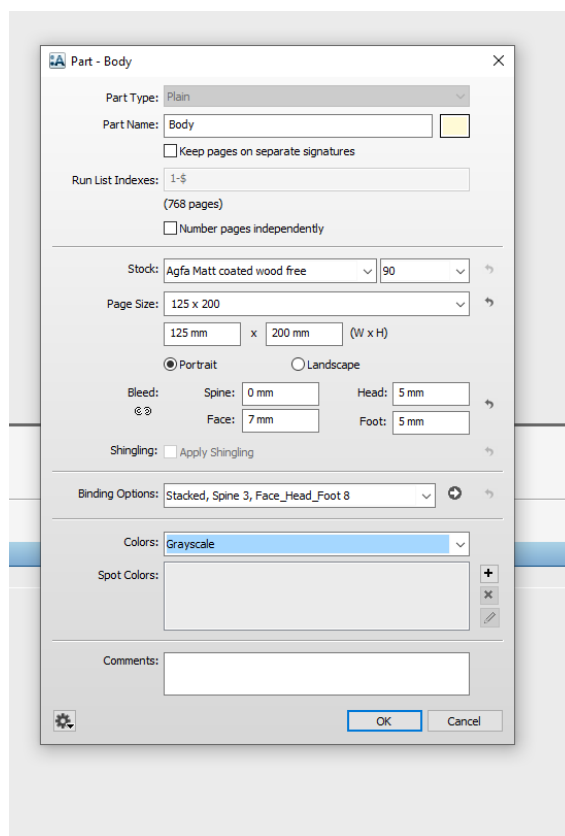 Part - Body
Part Type: Plain
Part Name: Body
Keep pages on separate signatures
Run List Indexes: 1-$
(768 pages)
Number pages independently
Stock: Agfa Matt coated wood free 90
Page Size: 125 x 200
125 mm x 200 mm (W x H)
Portrait Landscape
Bleed: Spine: 0 mm Head: 5 mm
Face: 7 mm Foot: 5 mm
Shingling: Apply Shingling
Binding Options: Stacked, Spine 3, Face_Head_Foot 8
Colors: Grayscale
Spot Colors:
Comments:
OK Cancel